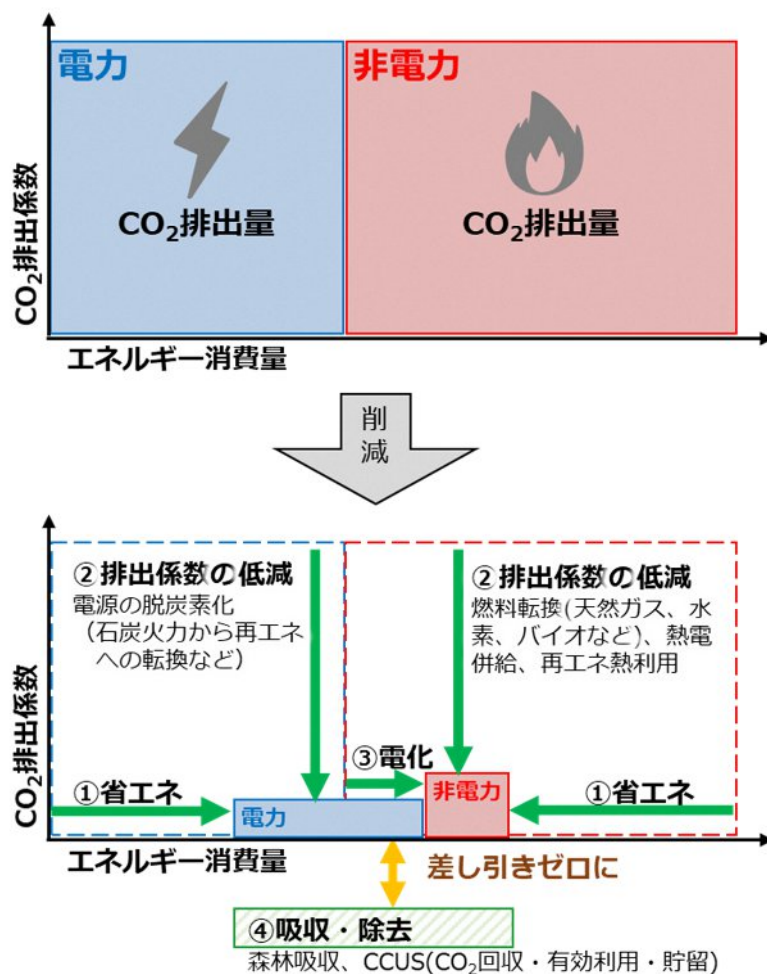 電力
非電力
CO₂排出量
CO₂排出量
CO₂排出係数
エネルギー消費量
削
減
②排出係数の低減
電源の脱炭素化
(石炭火力から再エネ
への転換など)
②排出係数の低減
燃料転換(天然ガス、水
素、バイオなど)、熱電
併給、再エネ熱利用
③電化
①省エネ
電力
非電力
①省エネ
CO₂排出係数
エネルギー消費量
差し引きゼロに
④吸収・除去
森林吸収、CCUS(CO₂回収・有効利用・貯留)